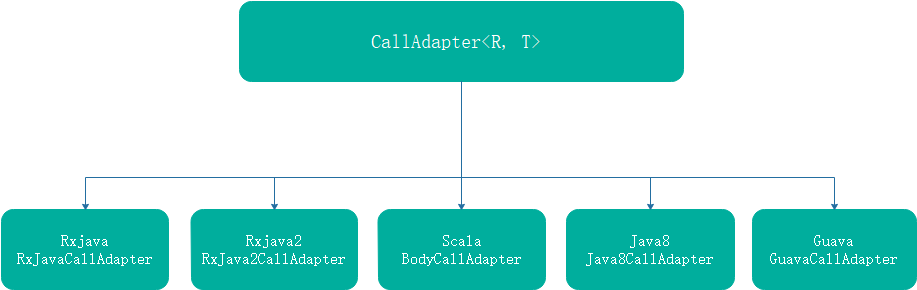 CallAdapter<R, T>
Rxjava
RxJavaCallAdapter
Rxjava2
RxJava2CallAdapter
Scala
BodyCallAdapter
Java8
Java8CallAdapter
Guava
GuavaCallAdapter